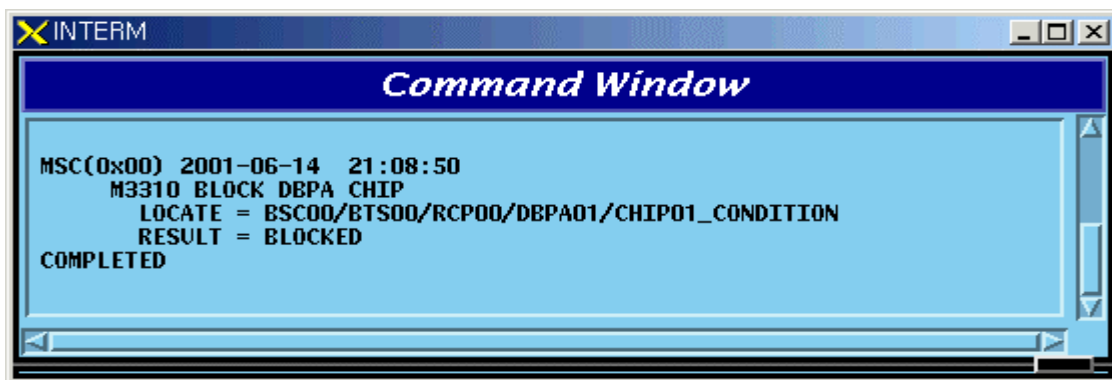 INTERM
Command Window
MSC(0x00) 2001-06-14 21:08:50
M3310 BLOCK DBPA CHIP
LOCATE = BSC00/BTS00/RCP00/DBPA01/CHIP01_CONDITION
RESULT = BLOCKED
COMPLETED